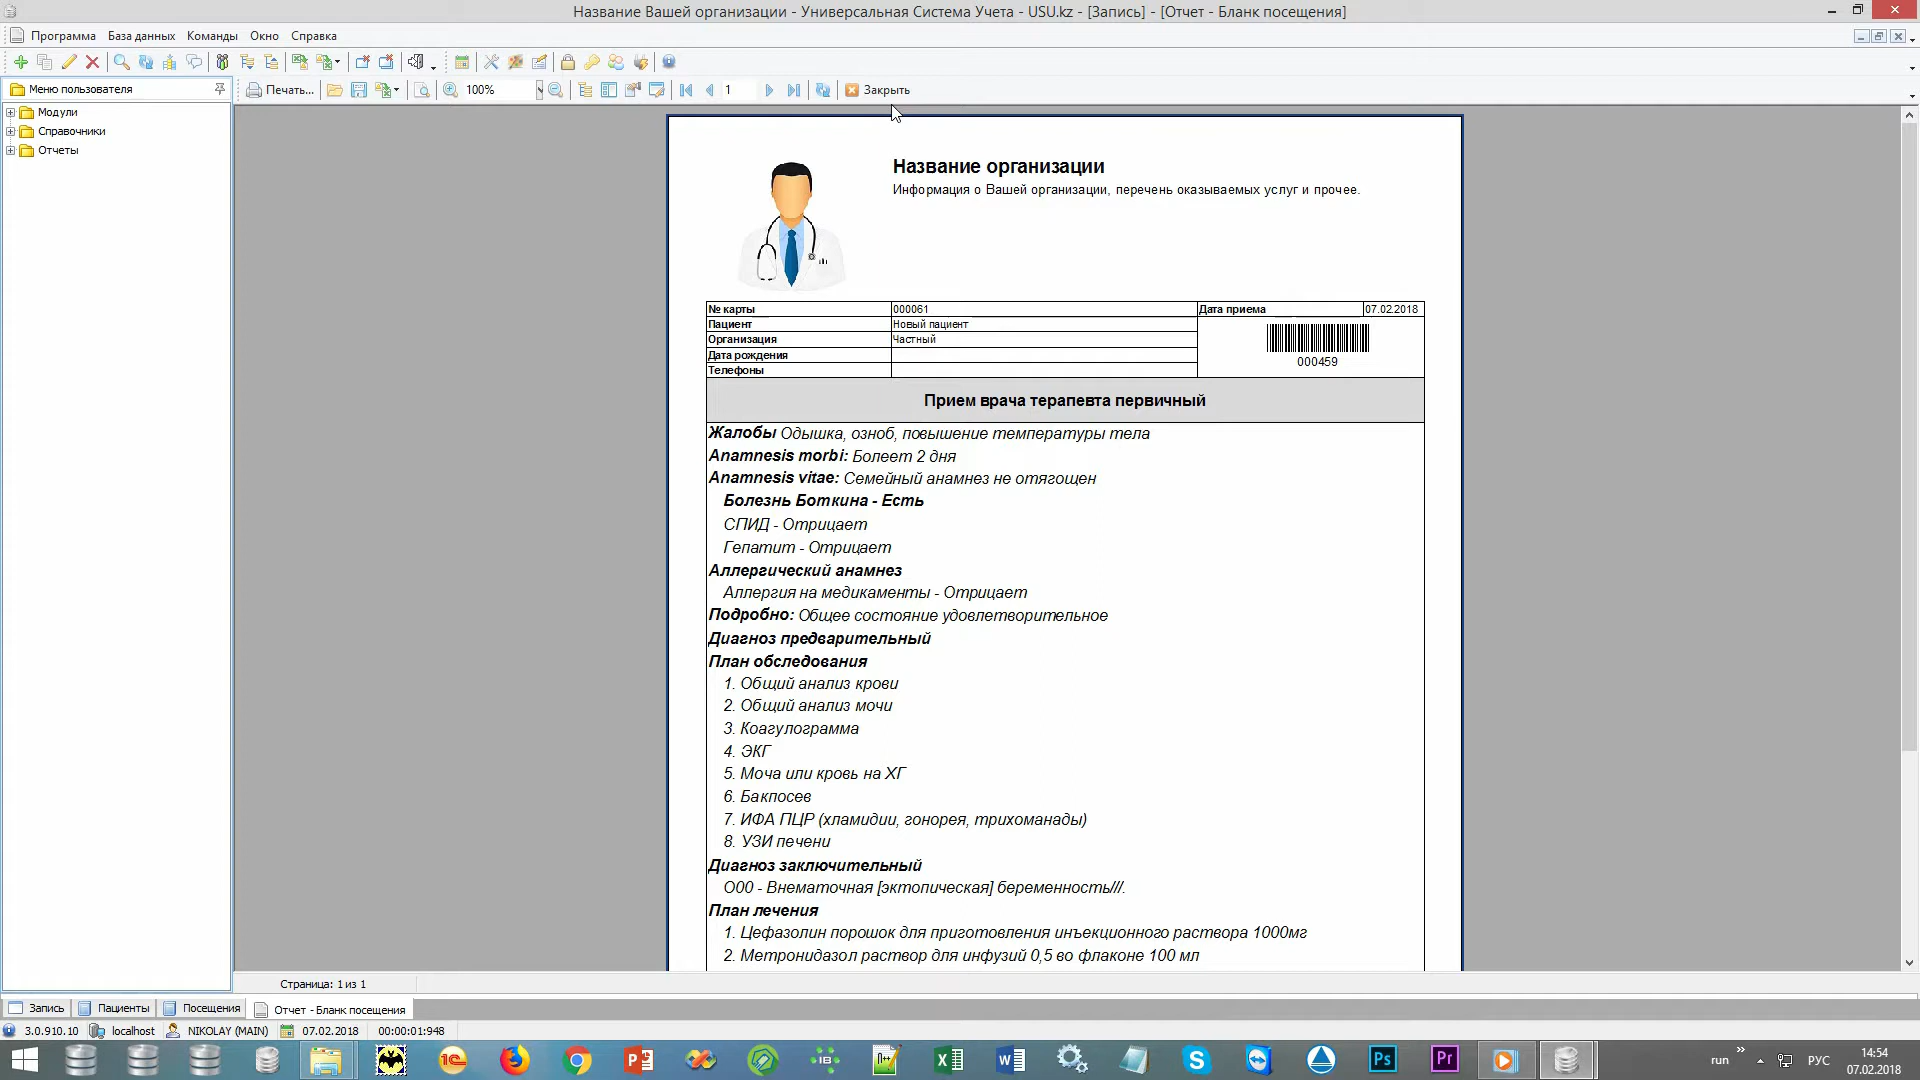 Название Вашей организации - Универсальная Система Учета - USU.kz - [Запись] - [Отчет - Бланк посещения]
Программа База данных Команды Окно Справка
Меню пользователя
Печать... 100% 1 Закрыть
Модули
Справочники
Отчеты
Название организации
Информация о Вашей организации, перечень оказываемых услуг и прочее.
№ карты 000061 Дата приема 07.02.2018
Пациент Новый пациент
Организация Частный
Дата рождения
000459
Телефоны
Прием врача терапевта первичный
Жалобы Одышка, озноб, повышение температуры тела
Anamnesis morbi: Болеет 2 дня
Anamnesis vitae: Семейный анамнез не отягощен
Болезнь Боткина - Есть
СПИД - Отрицает
Гепатит - Отрицает
Аллергический анамнез
Аллергия на медикаменты - Отрицает
Подробно: Общее состояние удовлетворительное
Диагноз предварительный
План обследования
1. Общий анализ крови
2. Общий анализ мочи
3. Коагулограмма
4. ЭКГ
5. Моча или кровь на ХГ
6. Бакпосев
7. ИФА ПЦР (хламидии, гонорея, трихоманады)
8. УЗИ печени
Диагноз заключительный
O00 - Внематочная [эктопическая] беременность///.
План лечения
1. Цефазолин порошок для приготовления инъекционного раствора 1000мг
2. Метронидазол раствор для инфузий 0,5 во флаконе 100 мл
Страница: 1 из 1
Запись Пациенты Посещения Отчет - Бланк посещения
3.0.910.10 localhost NIKOLAY (MAIN) 07.02.2018 00:00:01:948
1С IB Ps Pr run РУС 14:54
07.02.2018